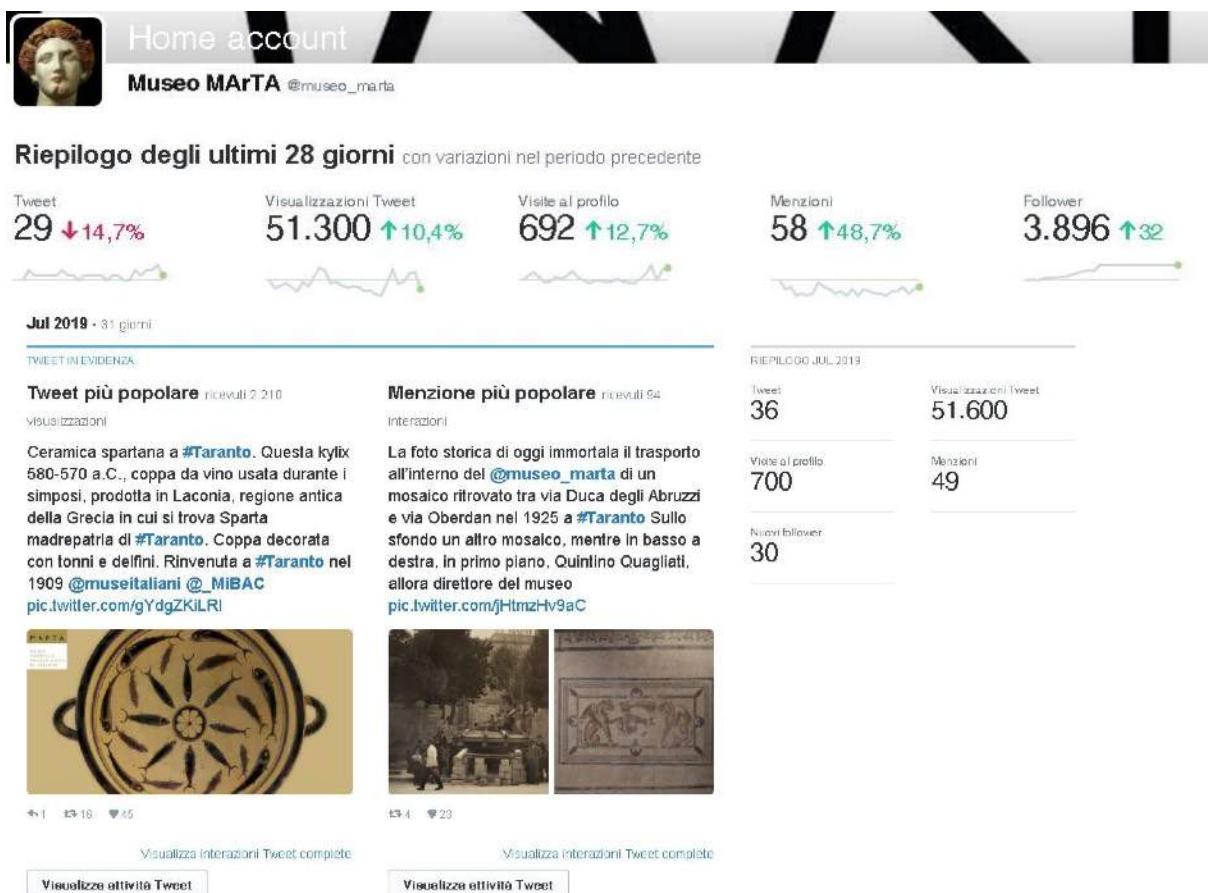 Home account
Museo MArTA @museo_marta
Riepilogo degli ultimi 28 giorni con variazioni nel periodo precedente
Tweet
29 ↓14,7%
Visualizzazioni Tweet
51.300 ↑10,4%
Visite al profilo
692 ↑12,7%
Menzioni
58 ↑48,7%
Follower
3.896 ↑32
Jul 2019 • 31 giorni
TWEET IN EVIDENZA
Tweet più popolare ricevuti 2.210
visualizzazioni
Ceramica spartana a #Taranto. Questa kylix
580-570 a.C., coppa da vino usata durante i
simposi, prodotta in Laconia, regione antica
della Grecia in cui si trova Sparta
madrepatria di #Taranto. Coppa decorata
con tonni e delfini. Rinvenuta a #Taranto nel
1909 @museitaliani @_MiBAC
pic.twitter.com/gYdgZKiLRI
MARTA
1 16 45
Visualizza interazioni Tweet complete
Visualizza attività Tweet
Menzione più popolare ricevuti 94
interazioni
La foto storica di oggi immortala il trasporto
all'interno del @museo_marta di un
mosaico ritrovato tra via Duca degli Abruzzi
e via Oberdan nel 1925 a #Taranto Sullo
sfondo un altro mosaico, mentre in basso a
destra, in primo piano, Quintino Quagliati,
allora direttore del museo
pic.twitter.com/jHtmzHv9aC
4 23
Visualizza interazioni Tweet complete
Visualizza attività Tweet
RIEPILOGO JUL 2019
Tweet
36
Visualizzazioni Tweet
51.600
Visite al profilo
700
Menzioni
49
Nuovi follower
30